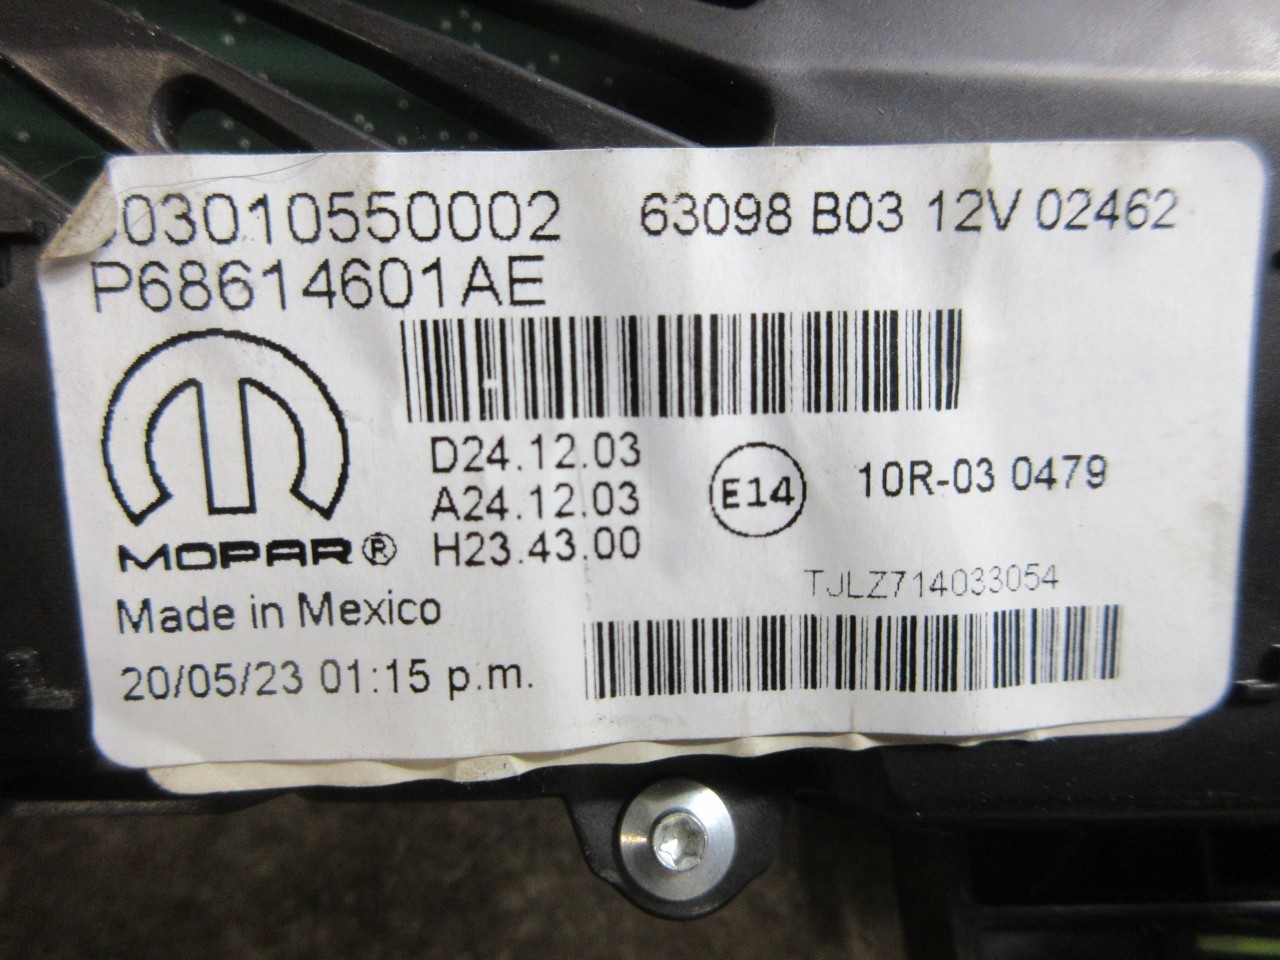 03010550002 63098 B03 12V 02462
P68614601AE
D24.12.03
A24.12.03
H23.43.00
E14
10R-03 0479
MOPAR®
TJLZ714033054
Made in Mexico
20/05/23 01:15 p.m.